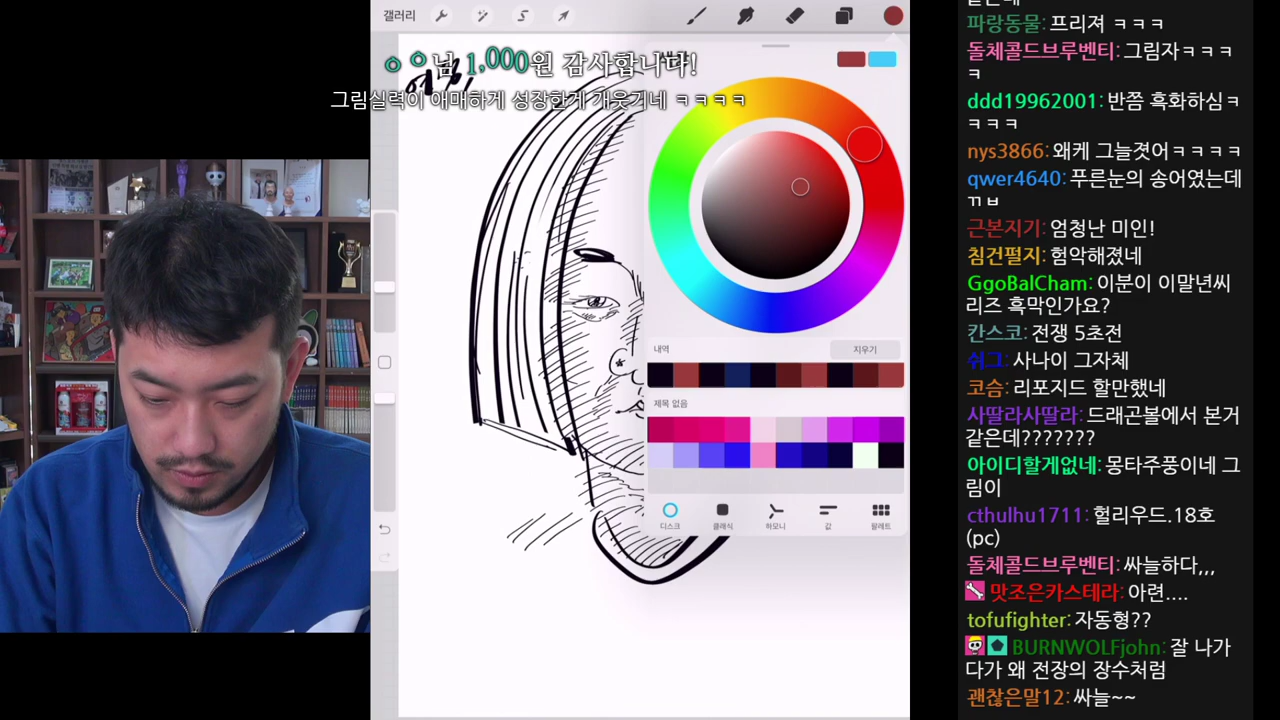 갤러리
ㅇㅇ님 1,000원 감사합니다!
그림실력이 애매하게 성장한게 개웃기네 ㅋㅋㅋㅋ
내역
지우기
제목 없음
디스크
클래식
하모니
값
팔레트
파랑동물: 프리져 ㅋㅋㅋ
돌체콜드브루벤티: 그림자ㅋㅋㅋ
ㅋ
ddd19962001: 반쯤 흑화하심ㅋ
ㅋㅋㅋ
nys3866: 왜케 그늘졋어ㅋㅋㅋㅋ
qwer4640: 푸른눈의 송어였는데
ㄲㅂ
근본지기: 엄청난 미인!
침건펄지: 험악해졌네
GgoBalCham: 이분이 이말년씨
리즈 흑막인가요?
칸스코: 전쟁 5초전
쉬그: 사나이 그자체
코슴: 리포지드 할만했네
사딸라사딸라: 드래곤볼에서 본거
같은데???????
아이디할게없네: 몽타주풍이네 그
림이
cthulhu1711: 헐리우드.18호
(pc)
돌체콜드브루벤티: 싸늘하다,,,
맛조은카스테라: 아련....
tofufighter: 자동형??
BURNWOLFjohn: 잘 나가
다가 왜 전장의 장수처럼
괜찮은말12: 싸늘~~